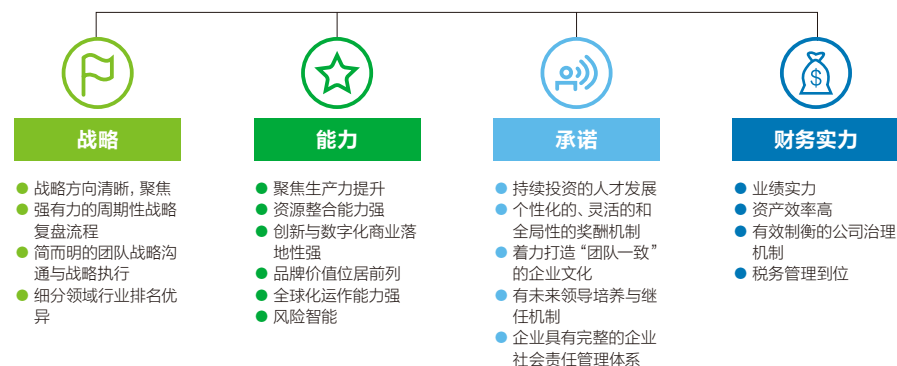 战略
战略方向清晰，聚焦
强有力的周期性战略
复盘流程
简而明的团队战略沟
通与战略执行
细分领域行业排名优
异
能力
聚焦生产力提升
资源整合能力强
创新与数字化商业落
地性强
品牌价值位居前列
全球化运作能力强
风险智能
承诺
持续投资的人才发展
个性化的、灵活的和
全局性的奖酬机制
着力打造“团队一致”
的企业文化
有未来领导培养与继
任机制
企业具有完整的企业
社会责任管理体系
$
财务实力
业绩实力
资产效率高
有效制衡的公司治理
机制
税务管理到位